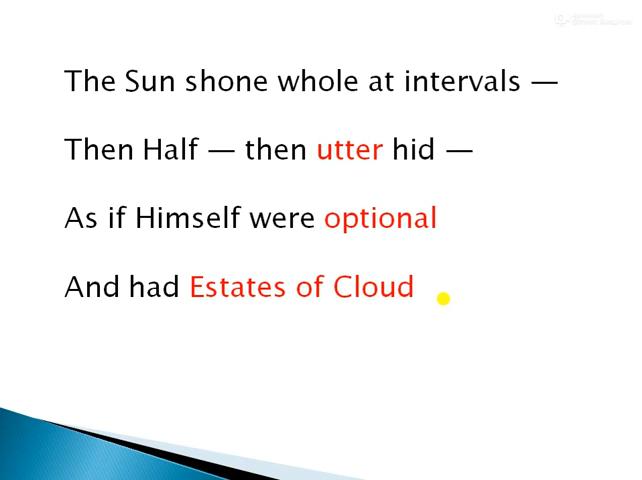 The Sun shone whole at intervals —
Then Half — then utter hid —
As if Himself were optional
And had Estates of Cloud